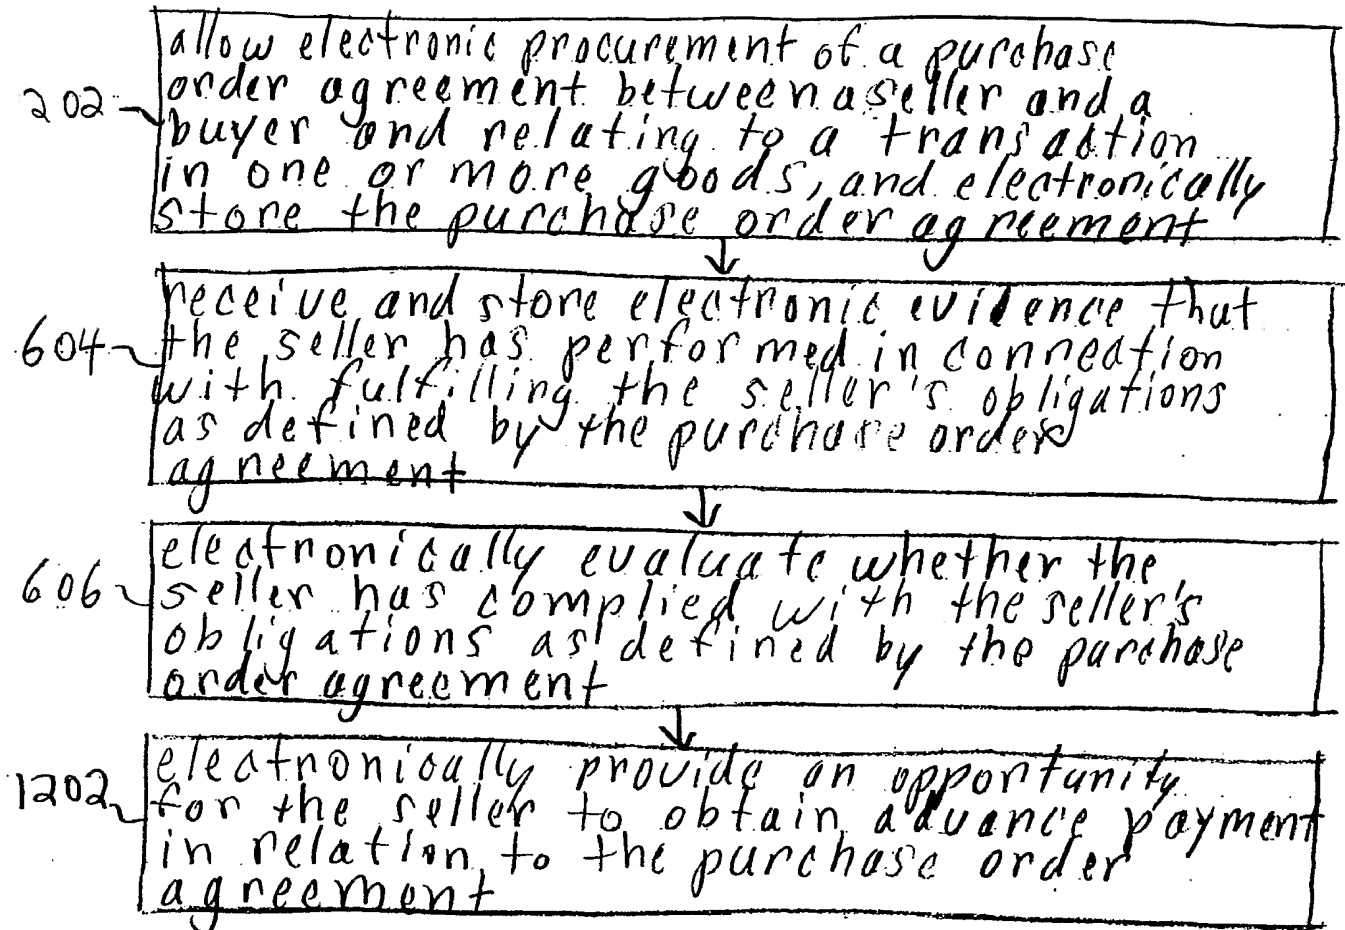 allow electronic procurement of a purchase
order agreement between a seller and a
202 buyer and relating to a transaction
in one or more goods, and electronically
store the purchase order agreement
receive and store electronic evidence that
604 the seller has performed in connection
with fulfilling the seller's obligations
as defined by the purchase order
agreement
electronically evaluate whether the
606 seller has complied with the seller's
obligations as defined by the purchase
order agreement
electronically provide an opportunity
1202 for the seller to obtain advance payment
in relation to the purchase order
agreement